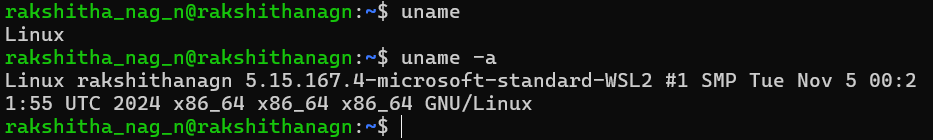 rakshitha_nag_n@rakshithanagn:~$ uname
Linux
rakshitha_nag_n@rakshithanagn:~$ uname -a
Linux rakshithanagn 5.15.167.4-microsoft-standard-WSL2 #1 SMP Tue Nov 5 00:2
1:55 UTC 2024 x86_64 x86_64 x86_64 GNU/Linux
rakshitha_nag_n@rakshithanagn:~$